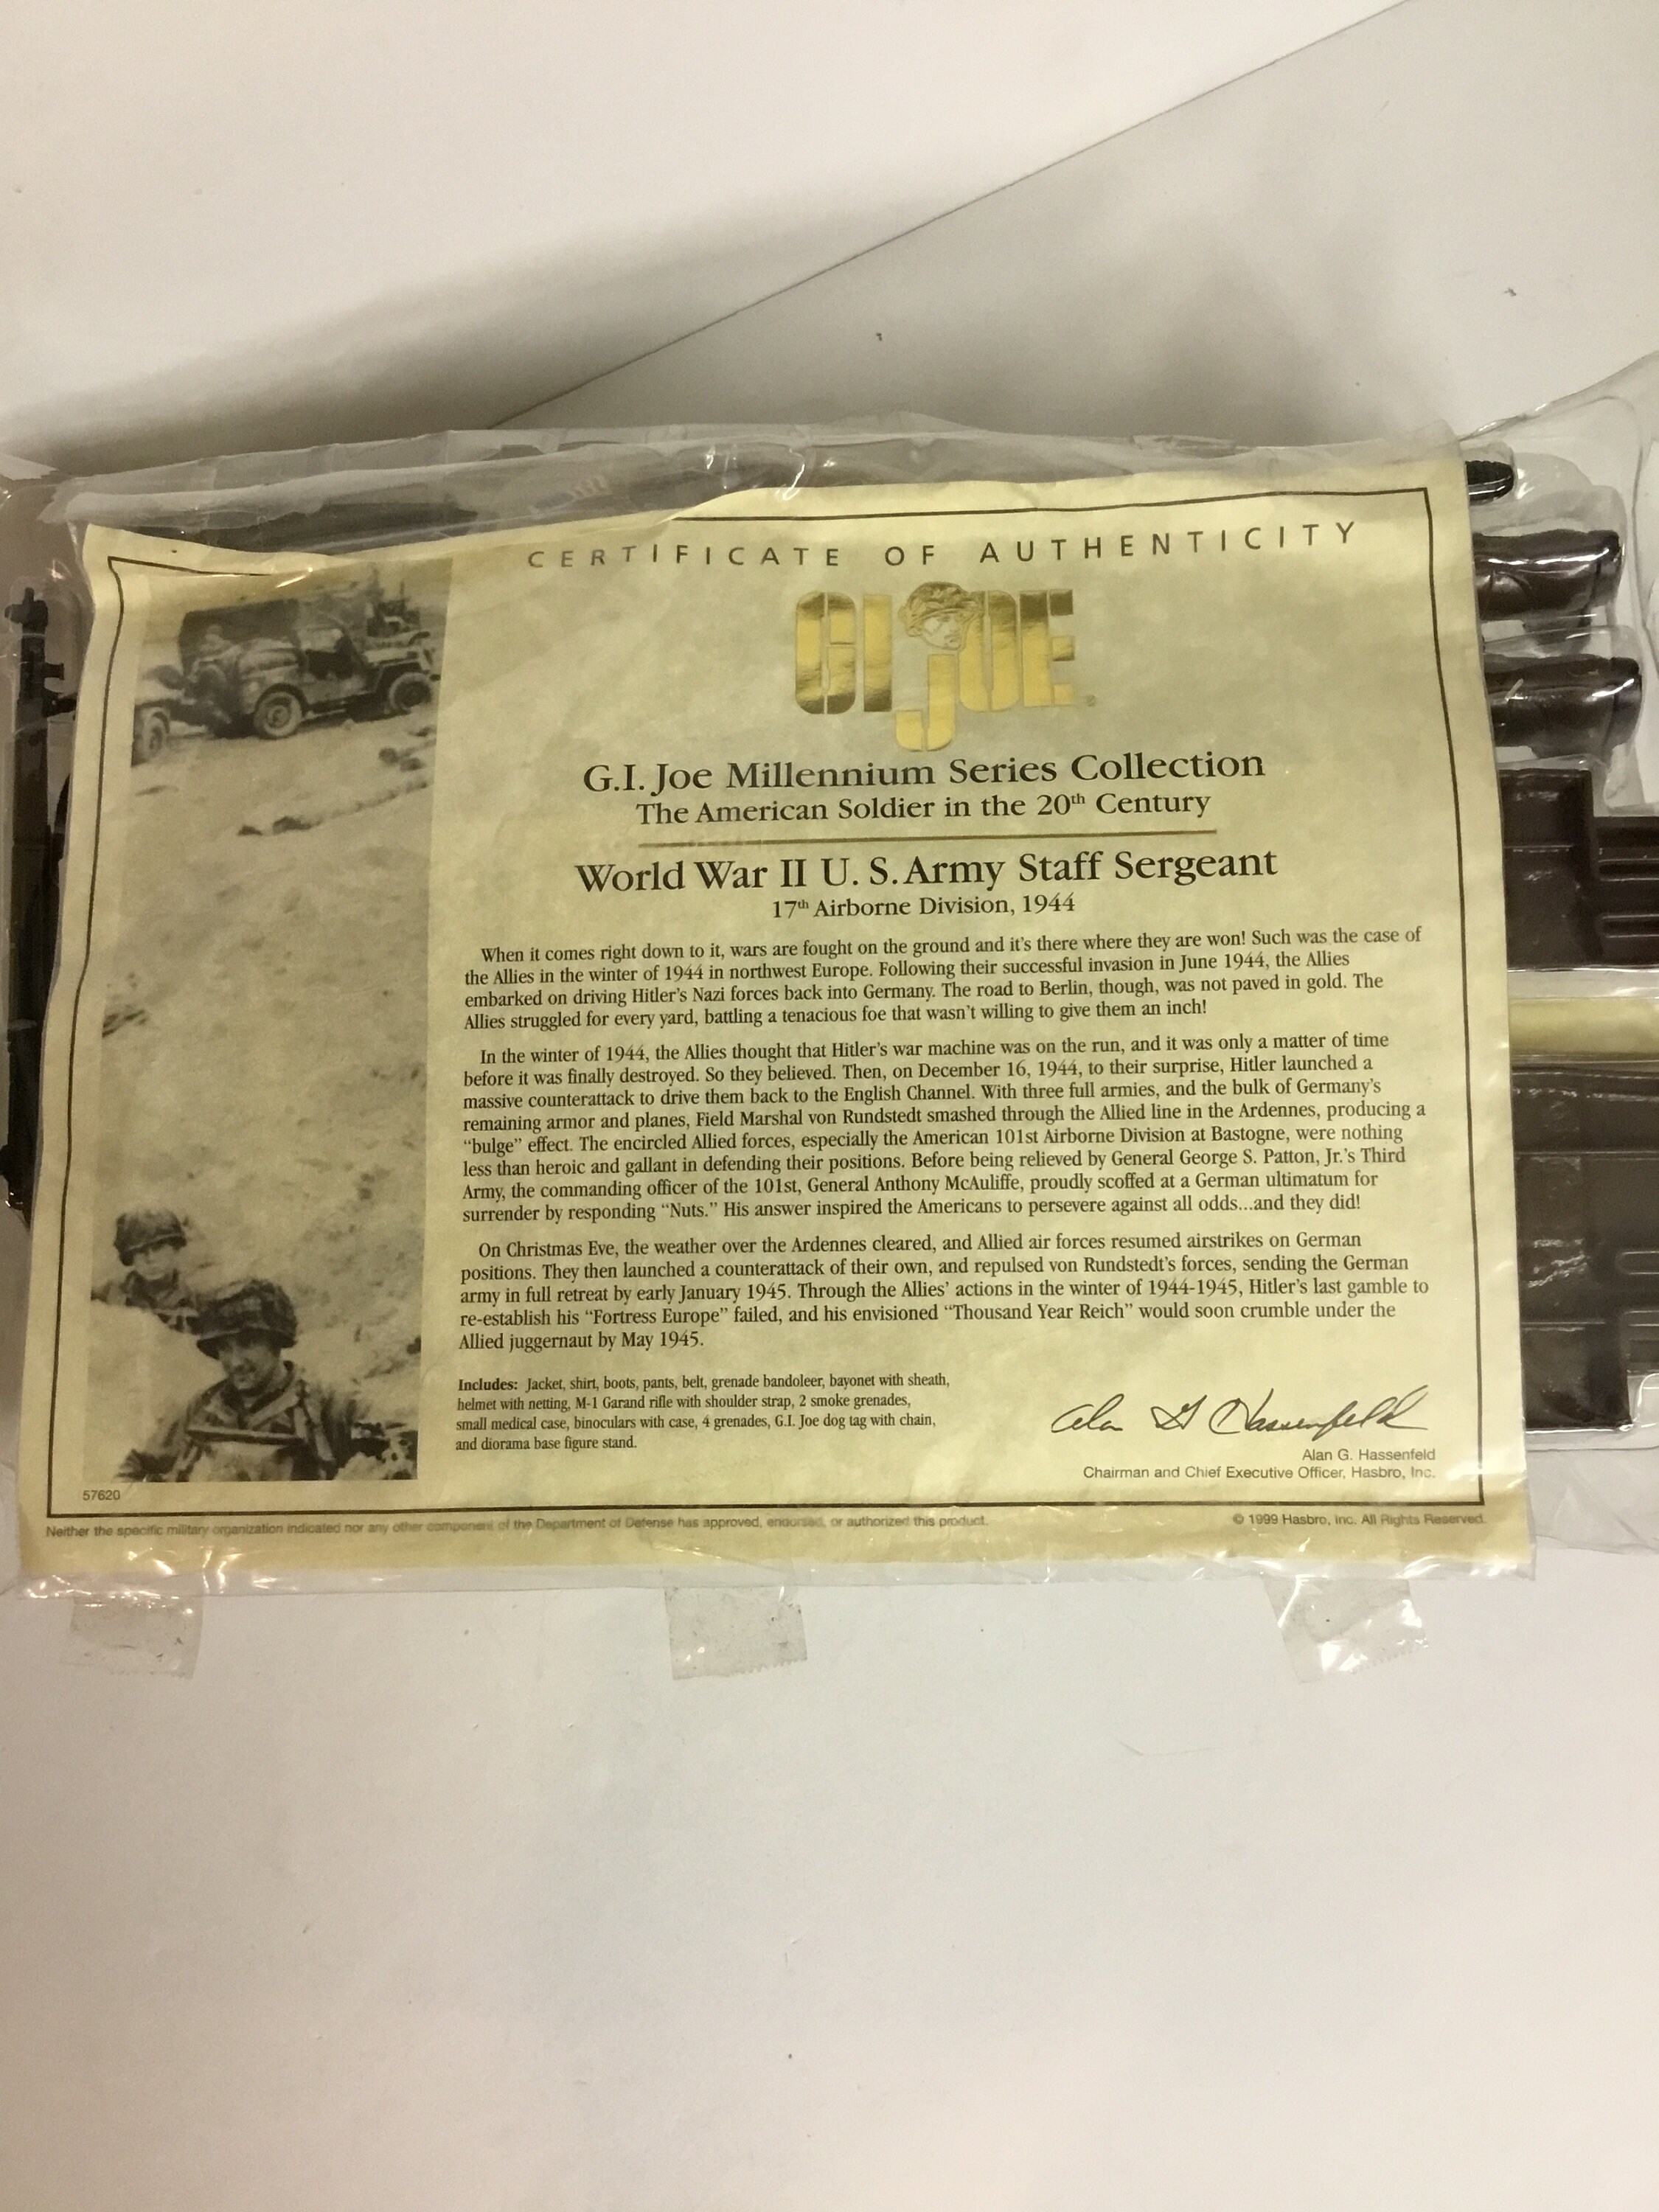 CERTIFICATE OF AUTHENTICITY
GI JOE®
G.I. Joe Millennium Series Collection
The American Soldier in the 20th Century
World War II U. S. Army Staff Sergeant
17th Airborne Division, 1944
When it comes right down to it, wars are fought on the ground and it's there where they are won! Such was the case of
the Allies in the winter of 1944 in northwest Europe. Following their successful invasion in June 1944, the Allies
embarked on driving Hitler's Nazi forces back into Germany. The road to Berlin, though, was not paved in gold. The
Allies struggled for every yard, battling a tenacious foe that wasn't willing to give them an inch!
In the winter of 1944, the Allies thought that Hitler's war machine was on the run, and it was only a matter of time
before it was finally destroyed. So they believed. Then, on December 16, 1944, to their surprise, Hitler launched a
massive counterattack to drive them back to the English Channel. With three full armies, and the bulk of Germany's
remaining armor and planes, Field Marshal von Rundstedt smashed through the Allied line in the Ardennes, producing a
“bulge” effect. The encircled Allied forces, especially the American 101st Airborne Division at Bastogne, were nothing
less than heroic and gallant in defending their positions. Before being relieved by General George S. Patton, Jr.'s Third
Army, the commanding officer of the 101st, General Anthony McAuliffe, proudly scoffed at a German ultimatum for
surrender by responding “Nuts.” His answer inspired the Americans to persevere against all odds...and they did!
On Christmas Eve, the weather over the Ardennes cleared, and Allied air forces resumed airstrikes on German
positions. They then launched a counterattack of their own, and repulsed von Rundstedt's forces, sending the German
army in full retreat by early January 1945. Through the Allies' actions in the winter of 1944-1945, Hitler's last gamble to
re-establish his “Fortress Europe” failed, and his envisioned “Thousand Year Reich” would soon crumble under the
Allied juggernaut by May 1945.
Includes: Jacket, shirt, boots, pants, belt, grenade bandoleer, bayonet with sheath,
helmet with netting, M-1 Garand rifle with shoulder strap, 2 smoke grenades,
small medical case, binoculars with case, 4 grenades, G.I. Joe dog tag with chain,
and diorama base figure stand.
Alan G Hassenfeld
Alan G. Hassenfeld
Chairman and Chief Executive Officer, Hasbro, Inc.
57620
Neither the specific military organization indicated nor any other component of the Department of Defense has approved, endorsed, or authorized this product.
© 1999 Hasbro, Inc. All Rights Reserved.